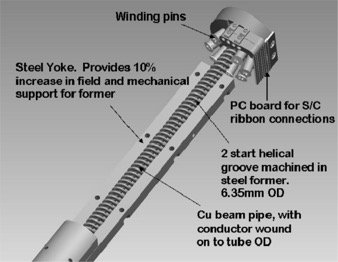 Winding pins
Steel Yoke. Provides 10%
increase in field and mechanical
support for former
PC board for S/C
ribbon connections
2 start helical
groove machined in
steel former.
6.35mm OD
Cu beam pipe, with
conductor wound
on to tube OD